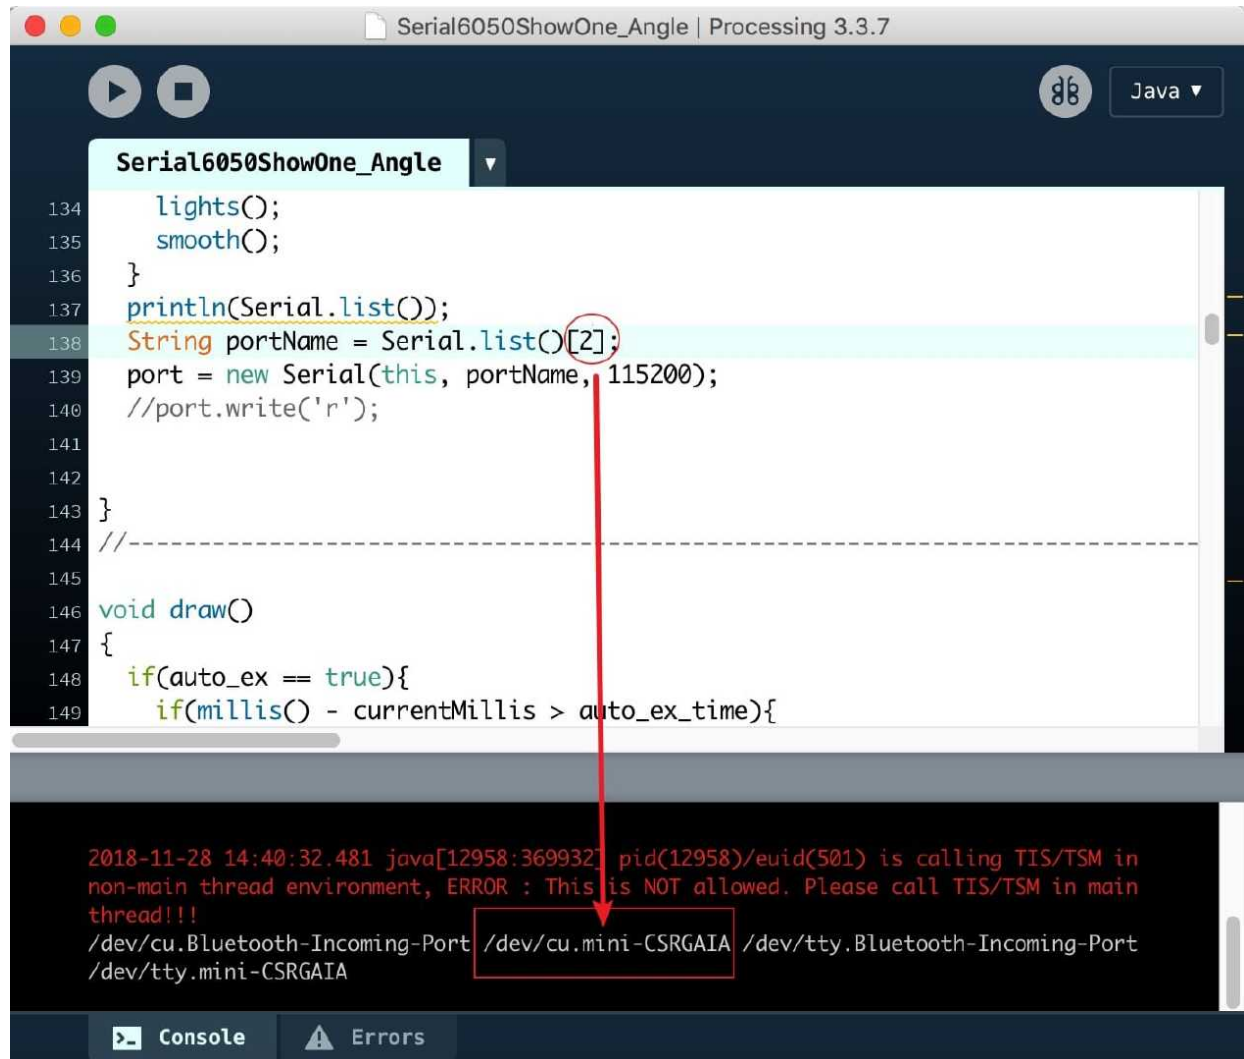 Serial6050ShowOne_Angle | Processing 3.3.7
Java ▼
Serial6050ShowOne_Angle ▼
134 lights();
135 smooth();
136 }
137 println(Serial.list());
138 String portName = Serial.list()[2];
139 port = new Serial(this, portName, 115200);
140 //port.write('r');
141
142
143 }
144 //---------------------------------------------------------------------------
145
146 void draw()
147 {
148 if(auto_ex == true){
149 if(millis() - currentMillis > auto_ex_time){
2018-11-28 14:40:32.481 java[12958:369932] pid(12958)/euid(501) is calling TIS/TSM in
non-main thread environment, ERROR : This is NOT allowed. Please call TIS/TSM in main
thread!!!
/dev/cu.Bluetooth-Incoming-Port /dev/cu.mini-CSRGAIA /dev/tty.Bluetooth-Incoming-Port
/dev/tty.mini-CSRGAIA
>_ Console Errors